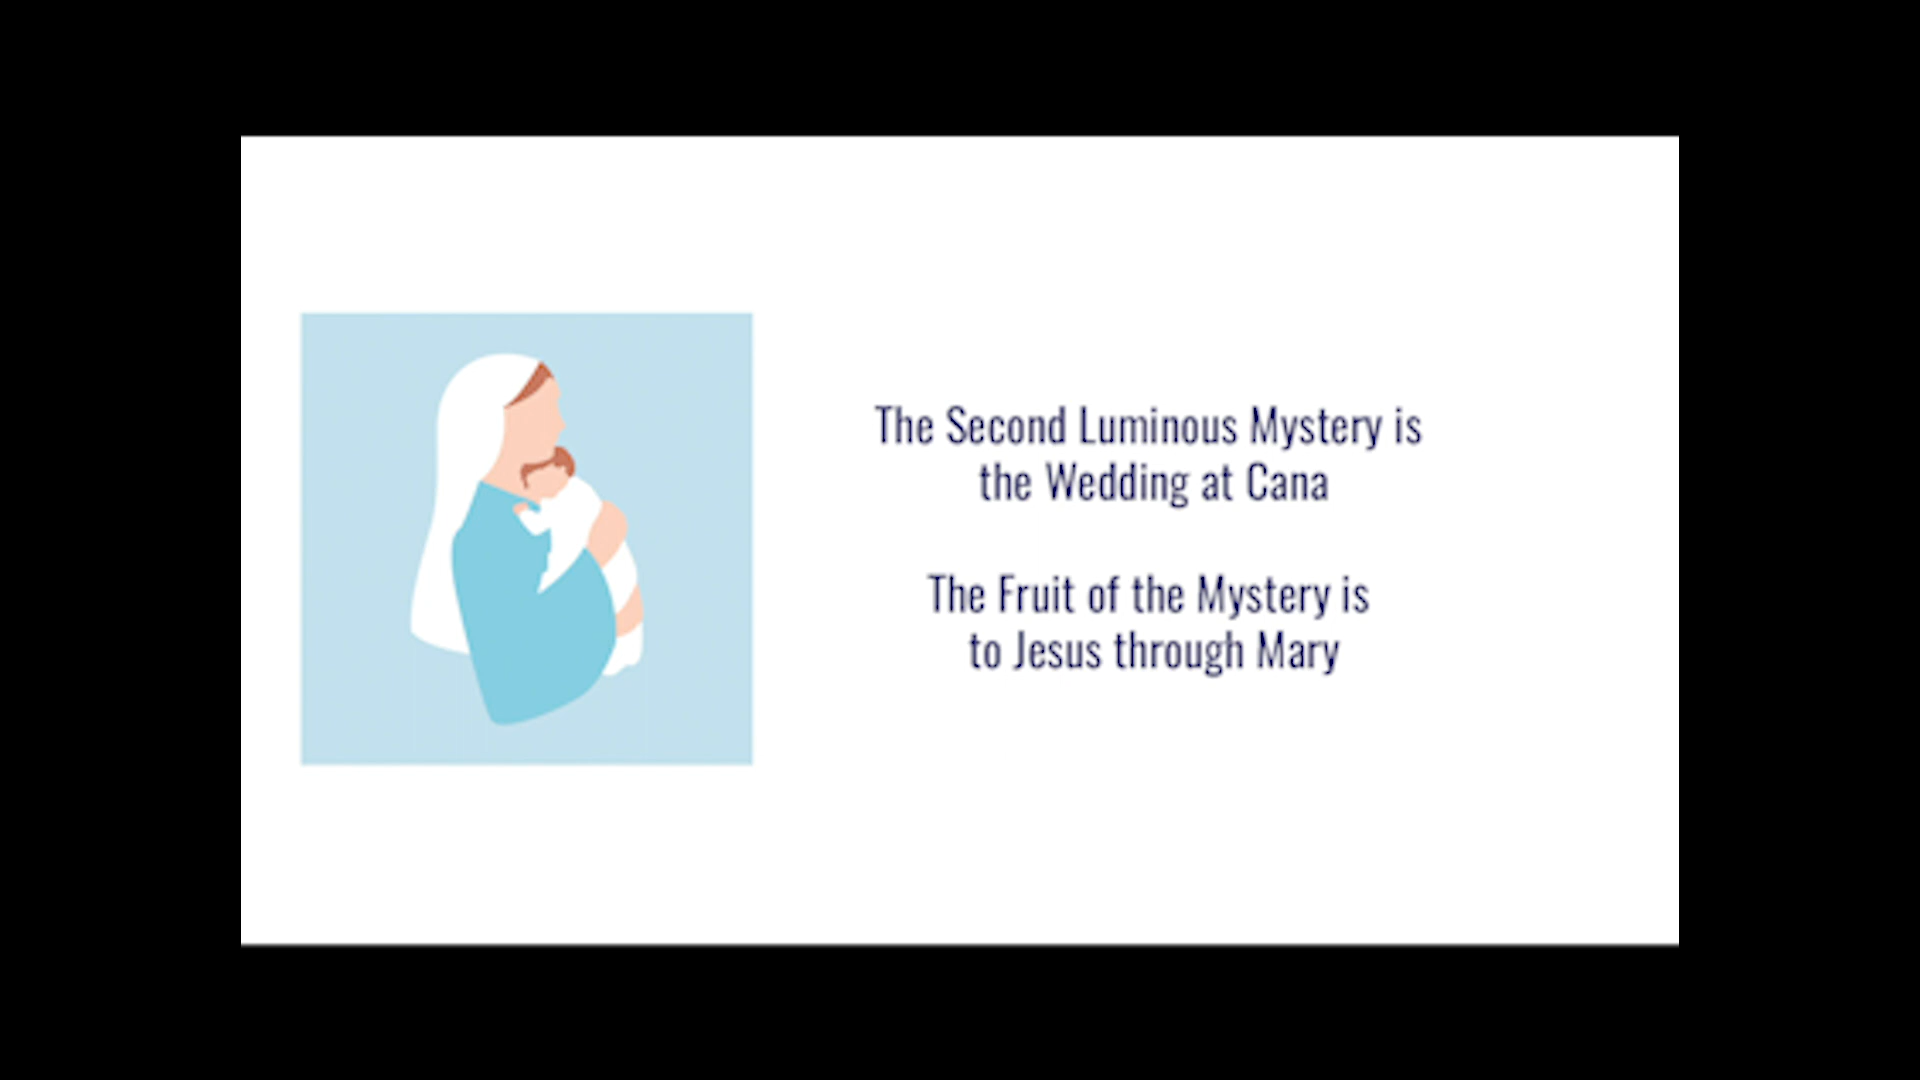 The Second Luminous Mystery is
the Wedding at Cana
The Fruit of the Mystery is
to Jesus through Mary